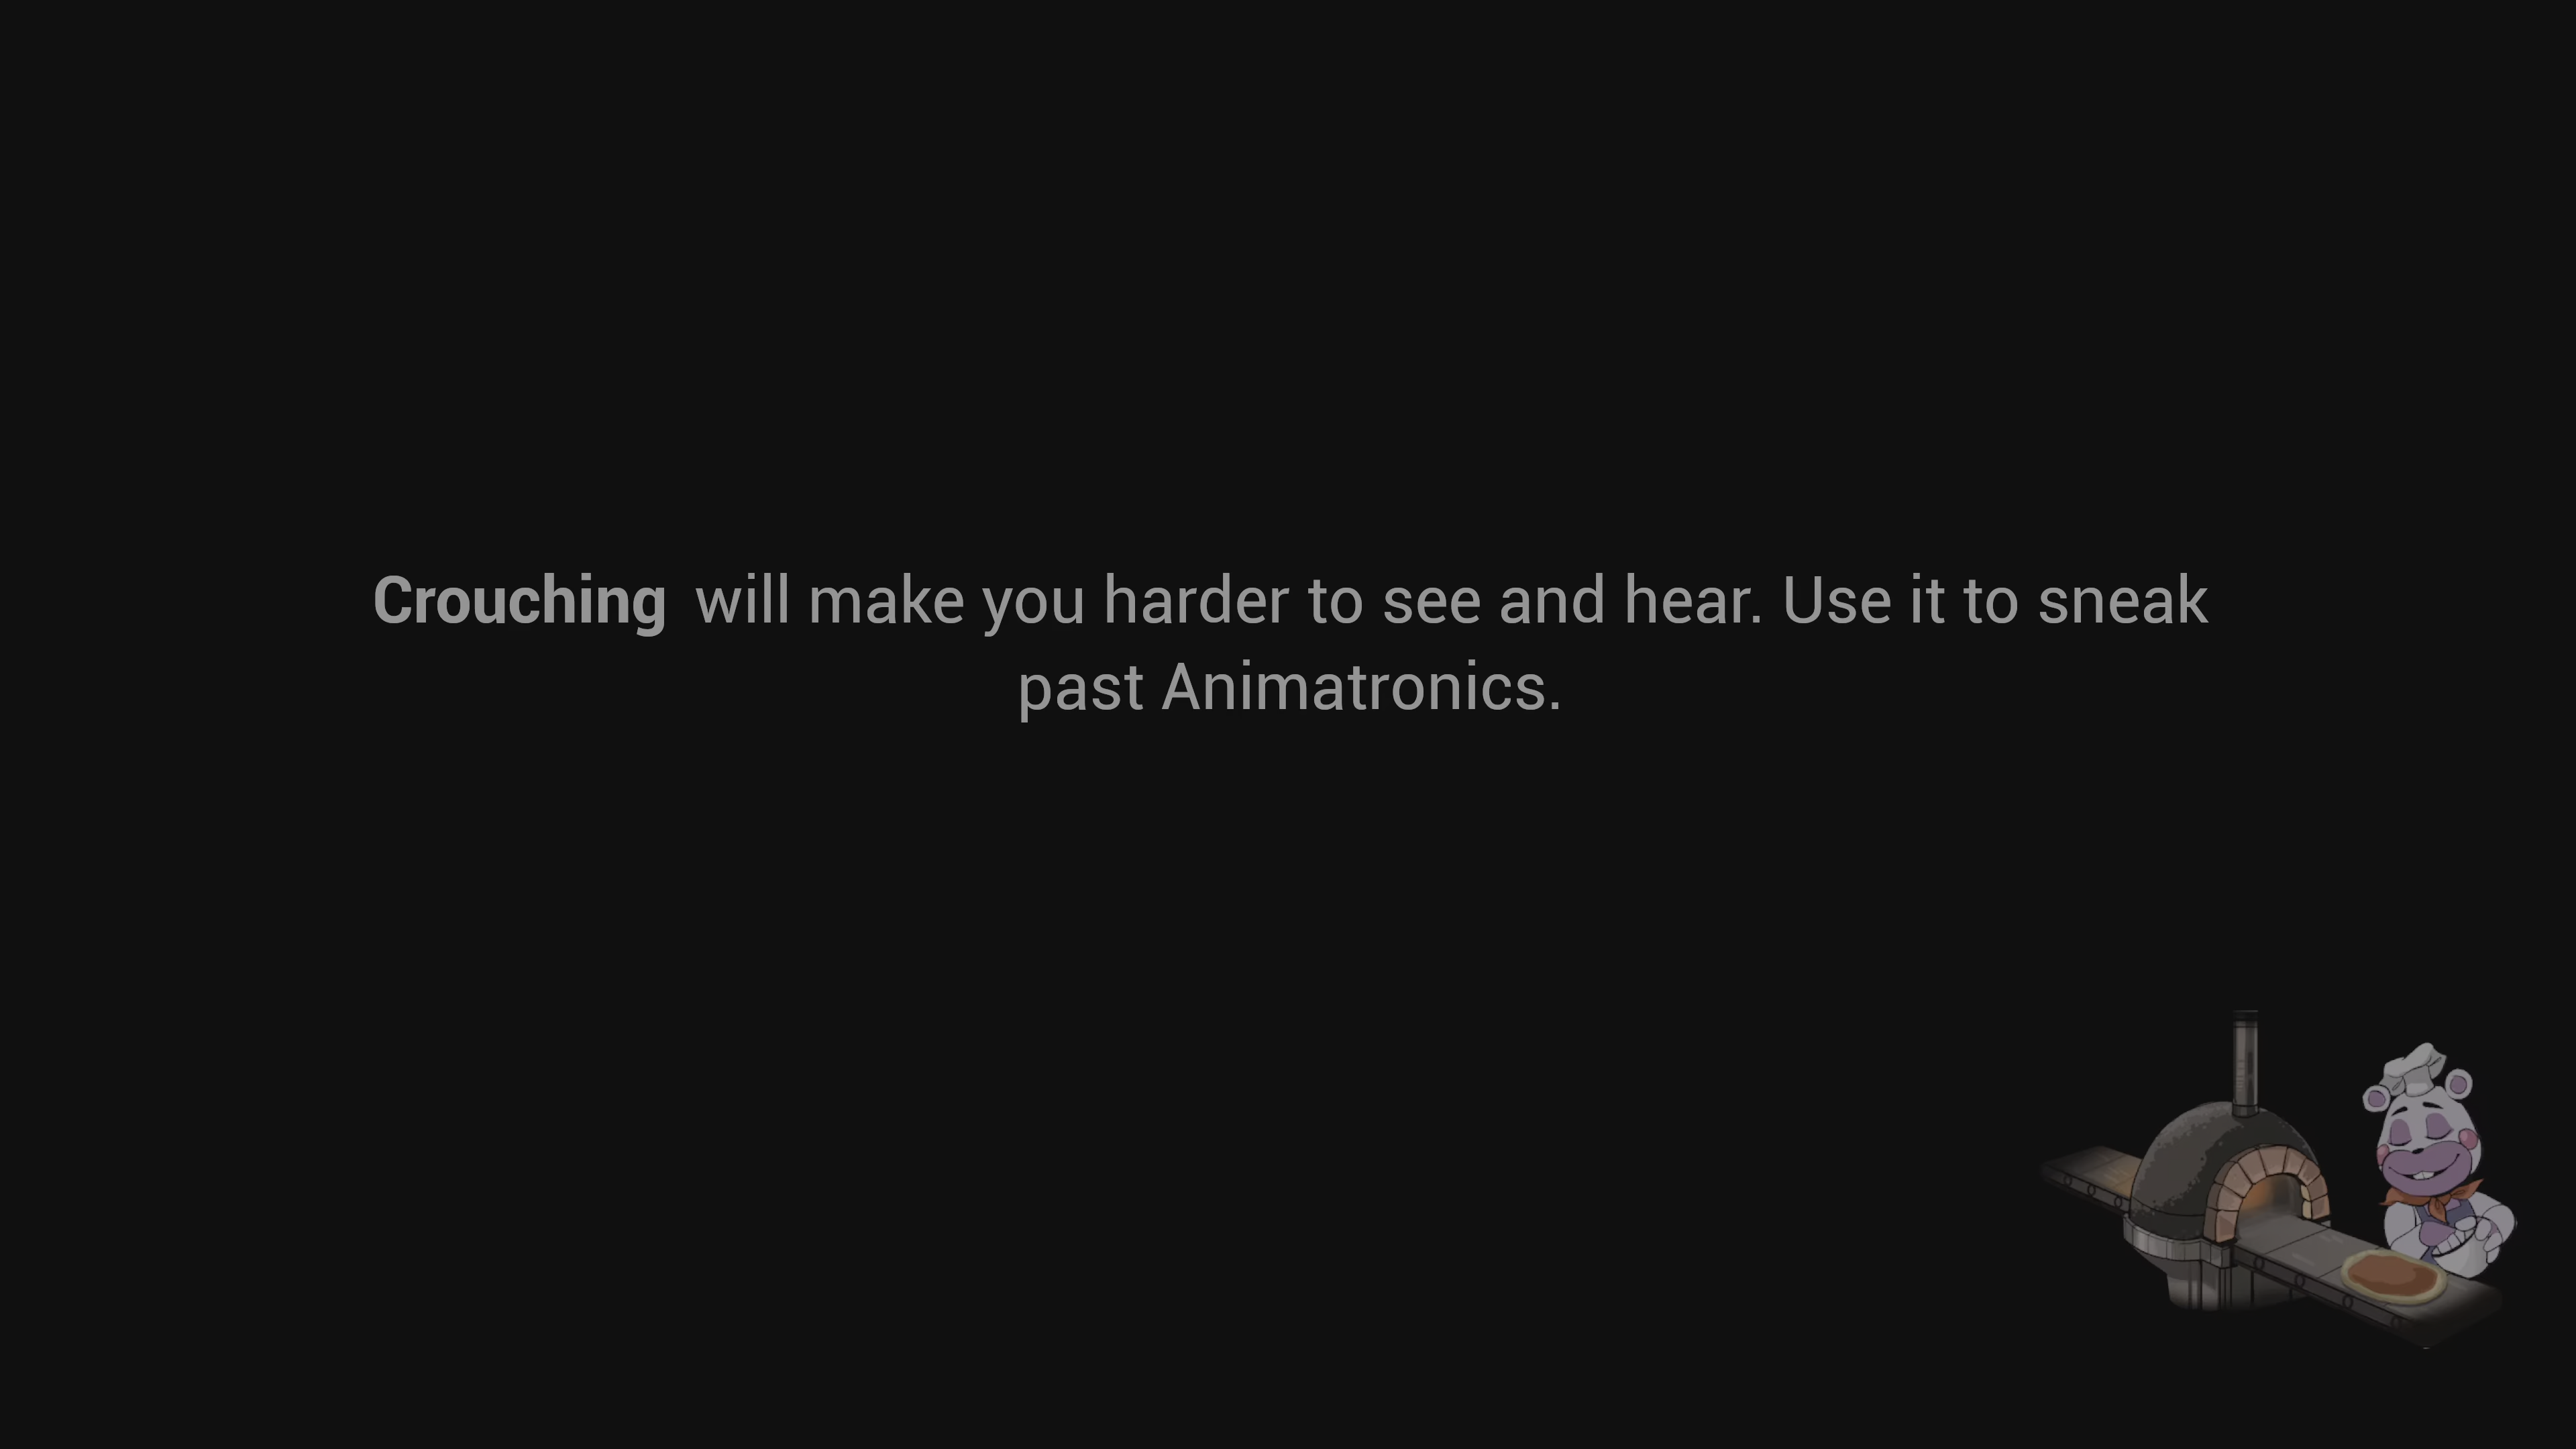 Crouching will make you harder to see and hear. Use it to sneak
past Animatronics.